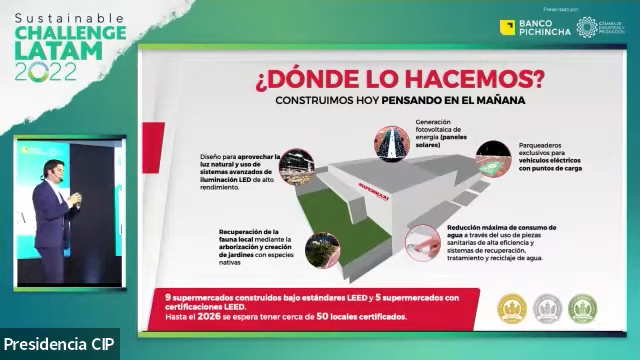 Sustainable
CHALLENGE
LATAM
2022
Presentado por:
BANCO
PICHINCHA
CÁMARA DE
INDUSTRIAS Y
PRODUCCIÓN
¿DÓNDE LO HACEMOS?
CONSTRUIMOS HOY PENSANDO EN EL MAÑANA
Diseño para aprovechar la
luz natural y uso de
sistemas avanzados de
iluminación LED de alto
rendimiento.
Generación
fotovoltaica de
energía (paneles
solares)
Parqueaderos
exclusivos para
vehículos eléctricos
con puntos de carga
SUPERMAXI
Recuperación de la
fauna local mediante la
arborización y creación
de jardines con especies
nativas
Reducción máxima de consumo de
agua a través del uso de piezas
sanitarias de alta eficiencia y
sistemas de recuperación,
tratamiento y reciclaje de agua.
9 supermercados construidos bajo estándares LEED y 5 supermercados con
certificaciones LEED.
Hasta el 2026 se espera tener cerca de 50 locales certificados.
Presidencia CIP